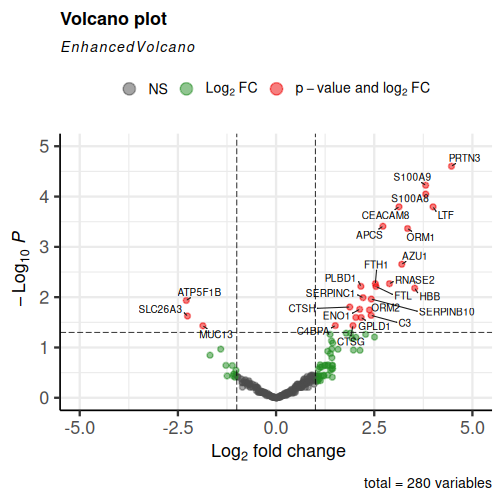 Volcano plot
EnhancedVolcano
NS Log2 FC p − value and log2 FC
− Log10 P
5
4
3
2
1
0
PRTN3
S100A9
S100A8
LTF
CEACAM8
APCS
ORM1
AZU1
FTH1
PLBD1
RNASE2
SERPINC1
FTL
HBB
CTSH
ORM2
SERPINB10
ENO1
C3
GPLD1
C4BPA
CTSG
ATP5F1B
SLC26A3
MUC13
-5.0 -2.5 0.0 2.5 5.0
Log2 fold change
total = 280 variables